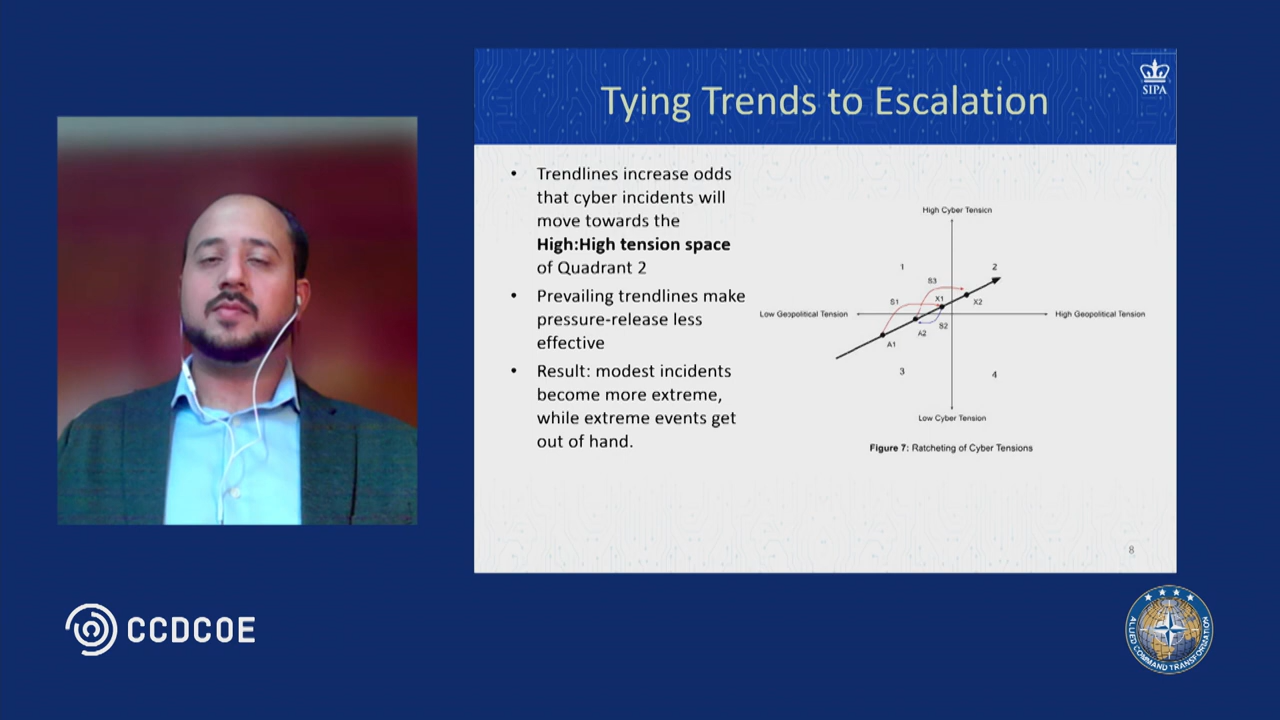 SIPA
Tying Trends to Escalation
• Trendlines increase odds
that cyber incidents will
move towards the
High:High tension space
of Quadrant 2
• Prevailing trendlines make
pressure-release less
effective
• Result: modest incidents
become more extreme,
while extreme events get
out of hand.
High Cyber Tension
1
2
S3
S1
X1
X2
Low Geopolitical Tension
High Geopolitical Tension
S2
A2
A1
3
4
Low Cyber Tension
Figure 7: Ratcheting of Cyber Tensions
8
CCDCOE
ALLIED COMMAND TRANSFORMATION